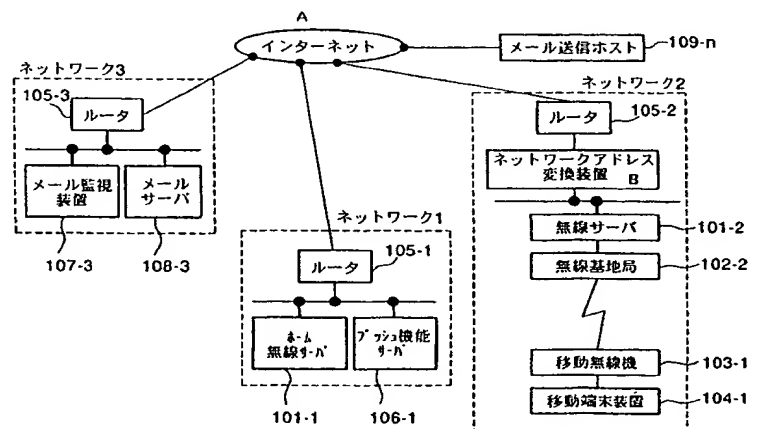 A
インターネット
メール送信ホスト
109-n
ネットワーク3
105-3
ルータ
メール監視
装置
メール
サーバ
107-3
108-3
ネットワーク1
ルータ
105-1
ホーム
無線サーバ
プッシュ機能
サーバ
101-1
106-1
ネットワーク2
ルータ
105-2
ネットワークアドレス
変換装置 B
無線サーバ
101-2
無線基地局
102-2
移動無線機
103-1
移動端末装置
104-1